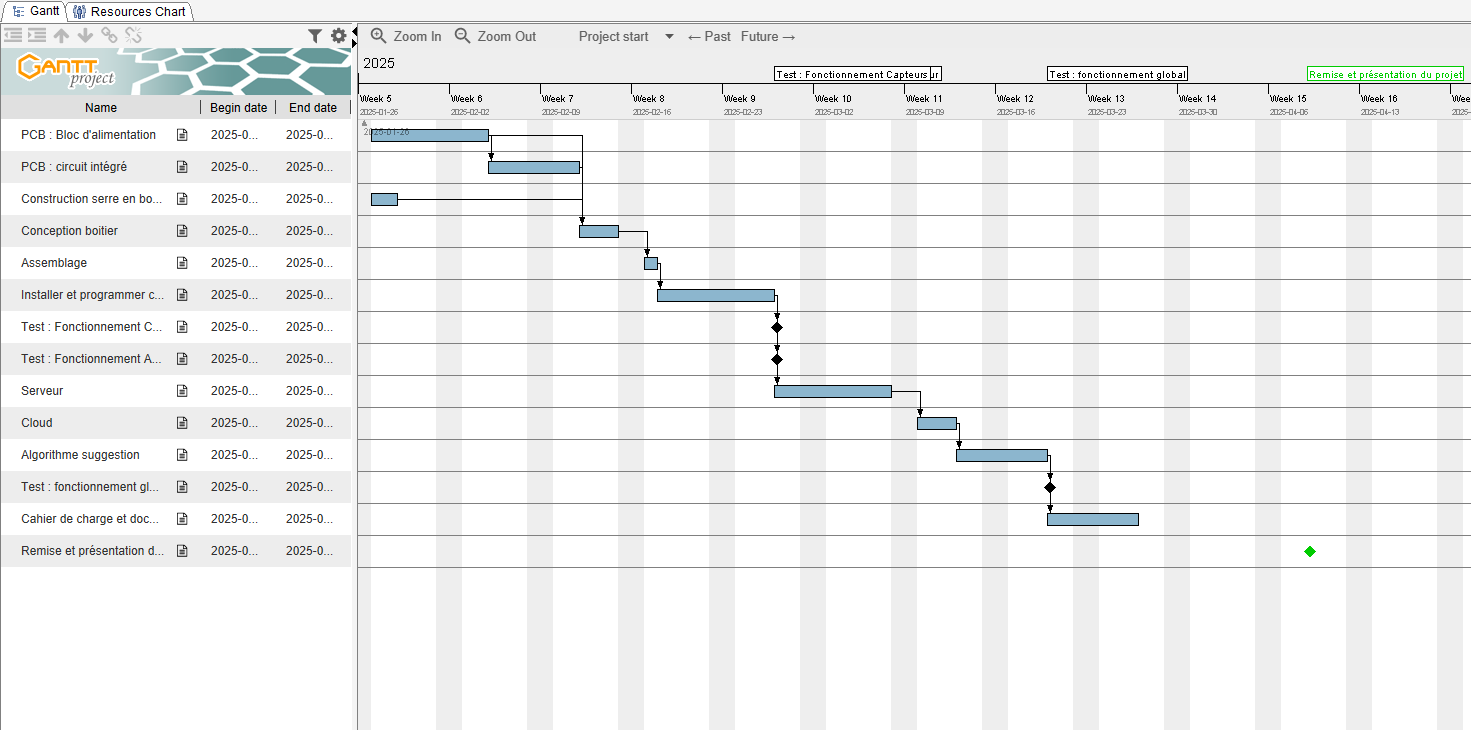 Gantt
Resources Chart
Zoom In
Zoom Out
Project start
← Past
Future →
GANTT
project
2025
Test : Fonctionnement Capteurs
ur
Test : fonctionnement global
Remise et présentation du projet
Name
Begin date
End date
Week 5
Week 6
Week 7
Week 8
Week 9
Week 10
Week 11
Week 12
Week 13
Week 14
Week 15
Week 16
Wee
2025-01-26
2025-02-02
2025-02-09
2025-02-16
2025-02-23
2025-03-02
2025-03-09
2025-03-16
2025-03-23
2025-03-30
2025-04-06
2025-04-13
2025-
2025-01-26
PCB : Bloc d'alimentation 2025-0... 2025-0...
PCB : circuit intégré 2025-0... 2025-0...
Construction serre en bo... 2025-0... 2025-0...
Conception boitier 2025-0... 2025-0...
Assemblage 2025-0... 2025-0...
Installer et programmer c... 2025-0... 2025-0...
Test : Fonctionnement C... 2025-0... 2025-0...
Test : Fonctionnement A... 2025-0... 2025-0...
Serveur 2025-0... 2025-0...
Cloud 2025-0... 2025-0...
Algorithme suggestion 2025-0... 2025-0...
Test : fonctionnement gl... 2025-0... 2025-0...
Cahier de charge et doc... 2025-0... 2025-0...
Remise et présentation d... 2025-0... 2025-0...